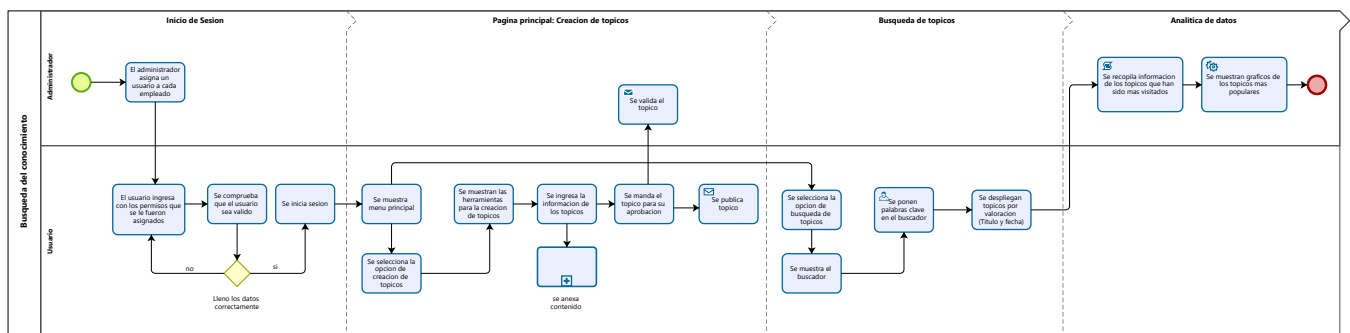 Inicio de Sesion
Pagina principal: Creacion de topicos
Busqueda de topicos
Analitica de datos
Busqueda del conocimiento
Administrador
El administrador
asigna un
usuario a cada
empleado
Se valida el
topico
Se recopila informacion
de los topicos que han
sido mas visitados
Se muestran graficos de
los topicos mas
populares
Usuario
El usuario ingresa
con los permisos que
se le fueron
asignados
Se comprueba
que el usuario
sea valido
Se inicia sesion
no
si
Lleno los datos
correctamente
Se muestra
menu principal
Se selecciona la
opcion de
creacion de
topicos
Se muestran las
herramientas
para la creacion
de topicos
Se ingresa la
informacion de
los topicos
se anexa
contenido
Se manda el
topico para su
aprobacion
Se publica
topico
Se selecciona la
opcion de
busqueda de
topicos
Se muestra el
buscador
Se ponen
palabras clave
en el buscador
Se despliegan
topicos por
valoracion
(Titulo y fecha)